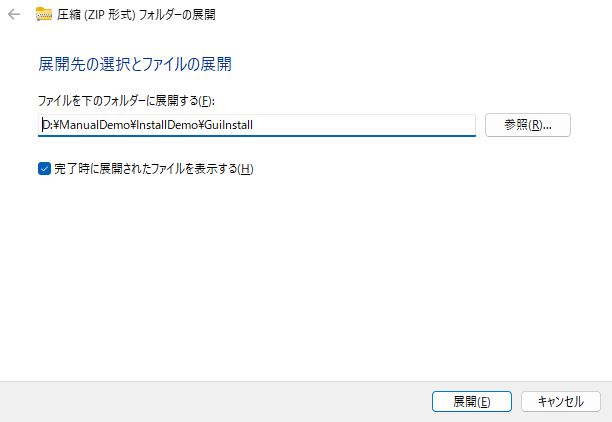 圧縮 (ZIP 形式) フォルダーの展開
展開先の選択とファイルの展開
ファイルを下のフォルダーに展開する(F):
D:¥ManualDemo¥InstallDemo¥GuiInstall
参照(R)...
完了時に展開されたファイルを表示する(H)
展開(E)
キャンセル